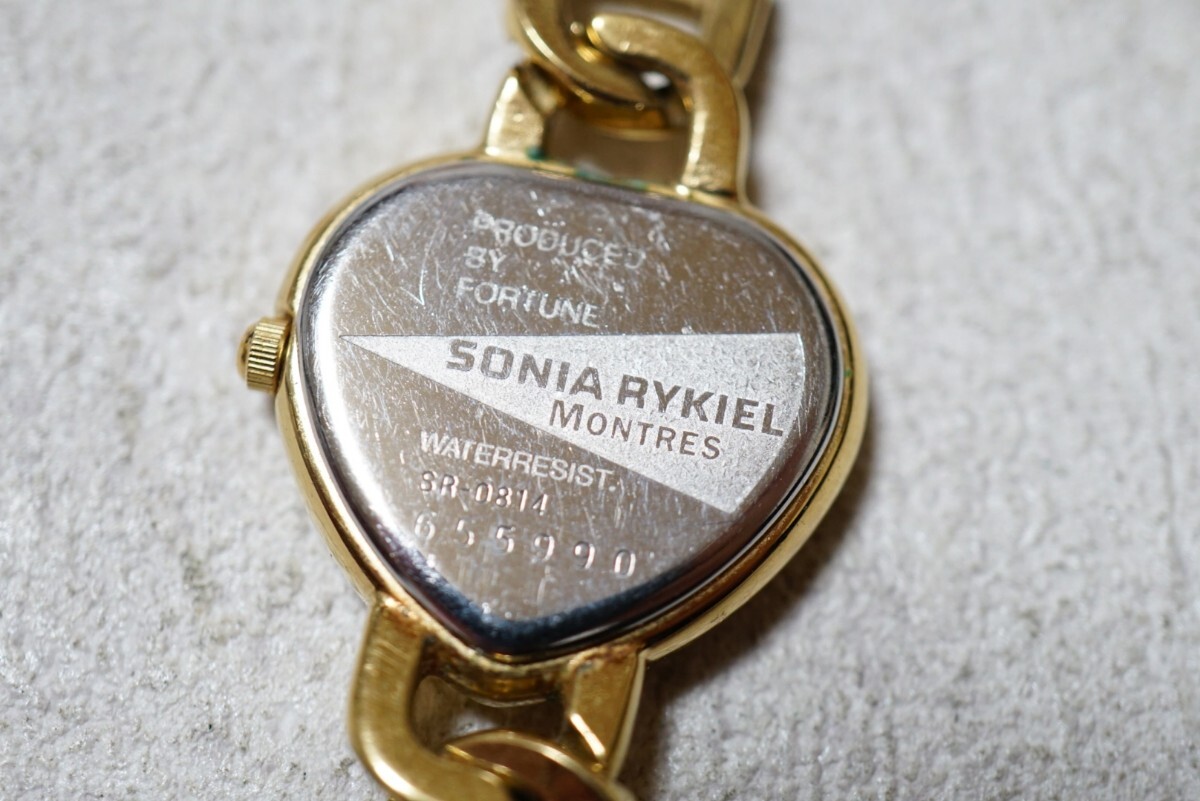 PRODUCED
BY
FORTUNE
SONIA RYKIEL
MONTRES
WATERRESIST.
SR-0814
655990